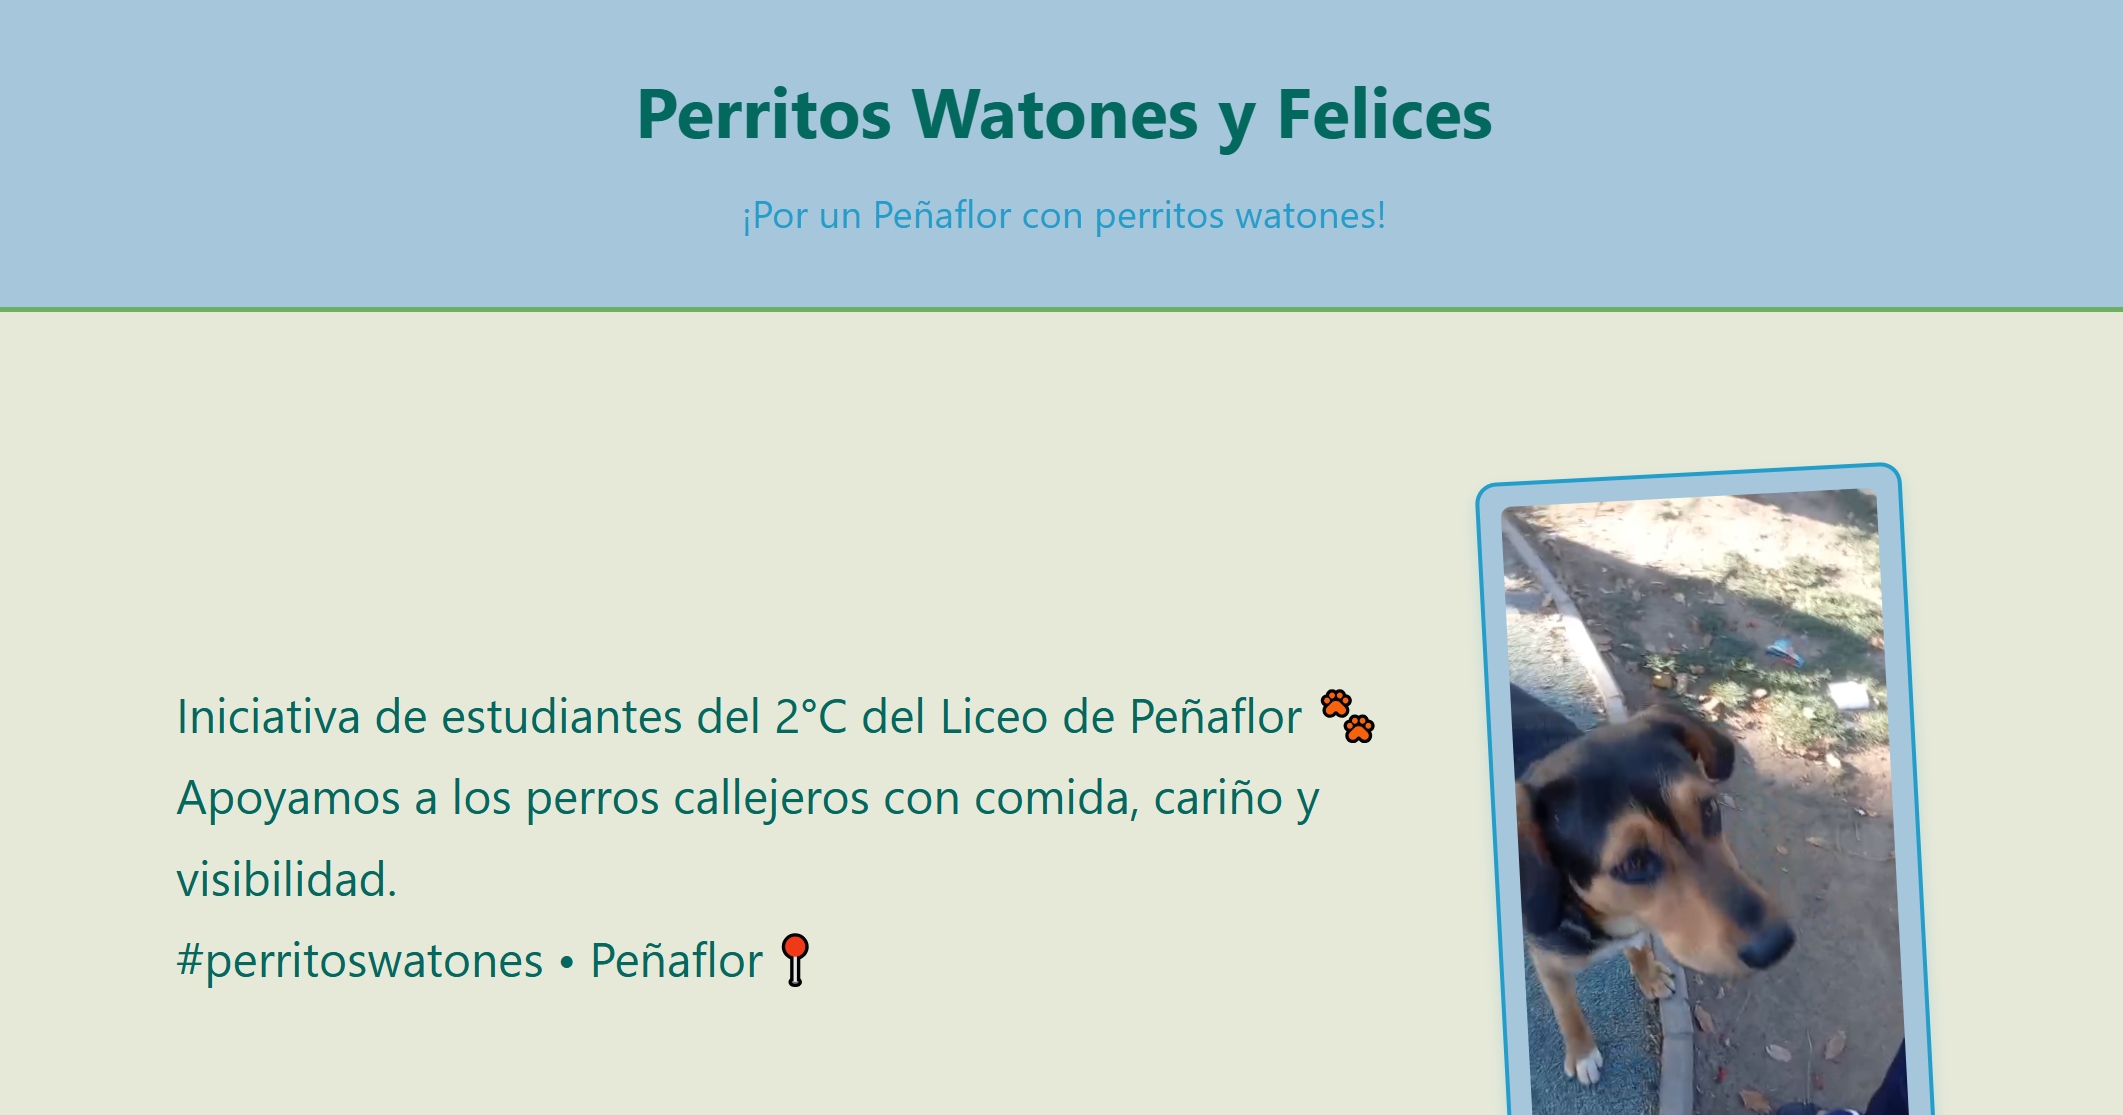 Perritos Watones y Felices
¡Por un Peñaflor con perritos watones!
Iniciativa de estudiantes del 2°C del Liceo de Peñaflor 🐾
Apoyamos a los perros callejeros con comida, cariño y
visibilidad.
#perritoswatones • Peñaflor 📍